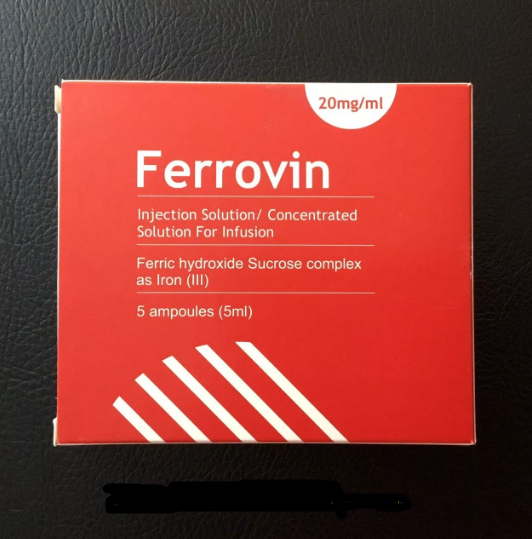 20mg/ml
Ferrovin
Injection Solution/ Concentrated
Solution For Infusion
Ferric hydroxide Sucrose complex
as Iron (III)
5 ampoules (5ml)